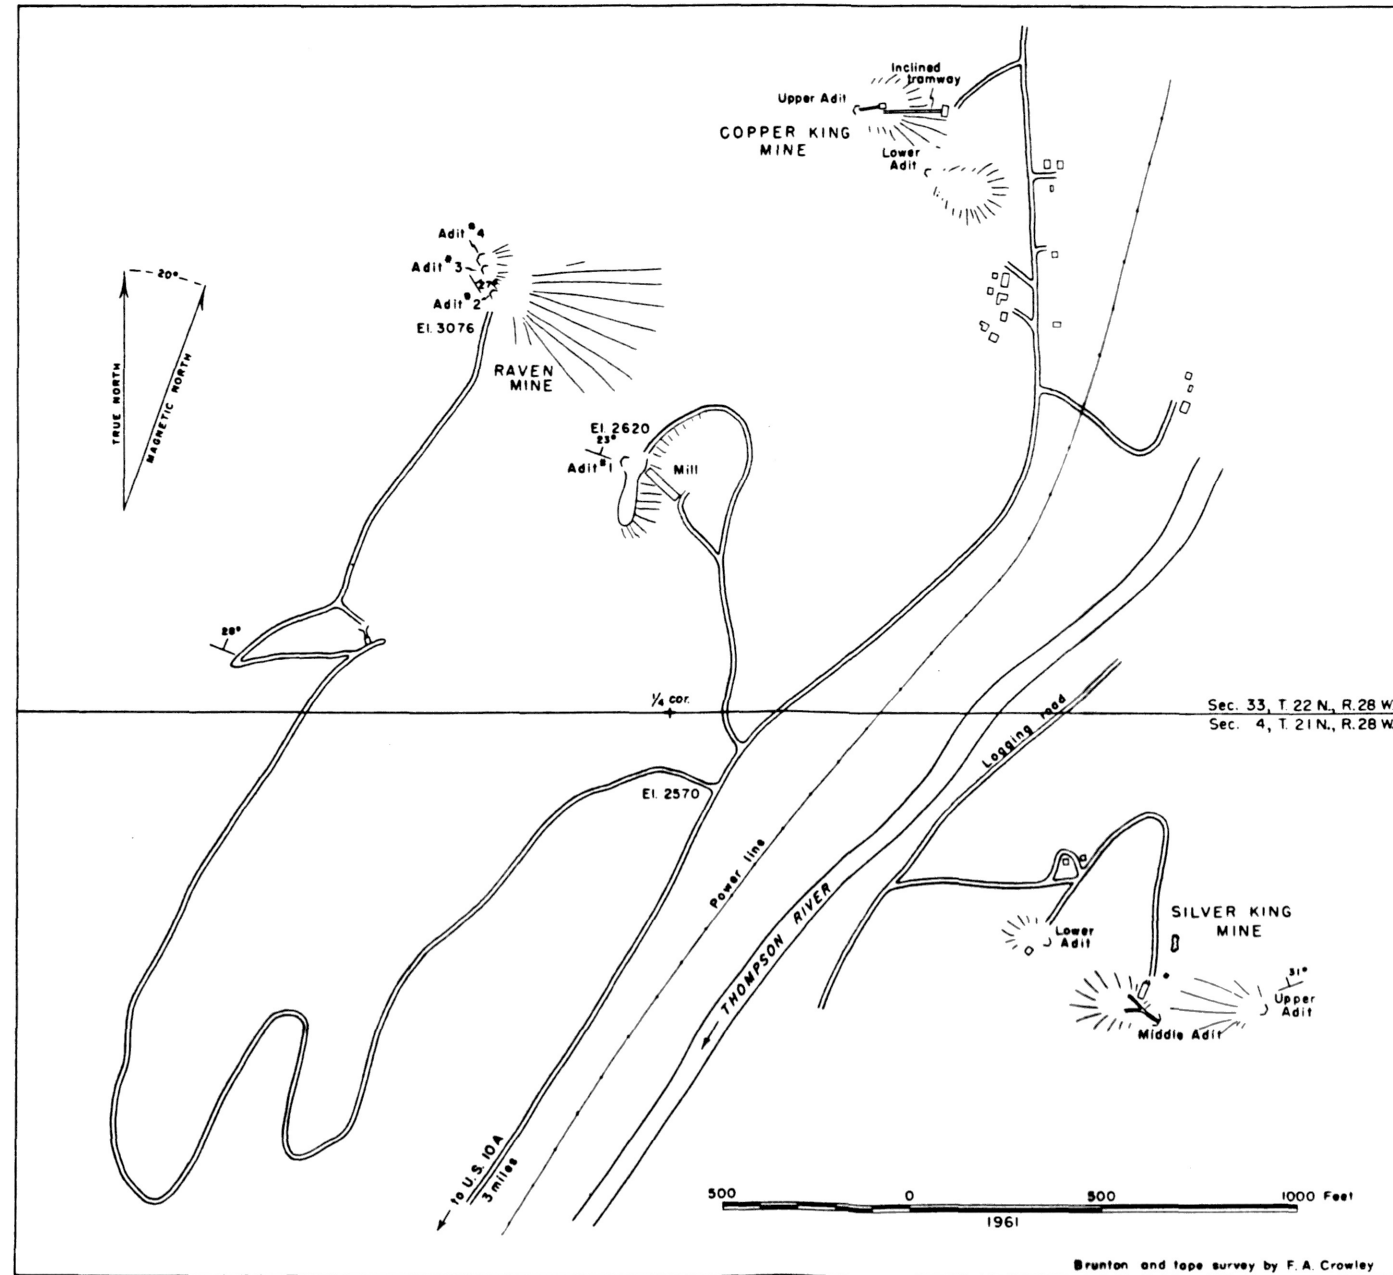 Inclined
tramway
Upper Adit
COPPER KING
MINE
Lower
Adit
Adit #4
Adit #3
27°
Adit #2
El. 3076
RAVEN
MINE
20°
TRUE NORTH
MAGNETIC NORTH
El. 2620
23°
Adit #1
Mill
28°
1/4 cor.
Sec. 33, T. 22 N., R. 28 W.
Sec. 4, T. 21 N., R. 28 W.
Logging road
El. 2570
Power line
THOMPSON RIVER
SILVER KING
MINE
Lower
Adit
31°
Upper
Adit
Middle Adit
to U.S. 10A
3 miles
500 0 500 1000 Feet
1961
Brunton and tape survey by F. A. Crowley